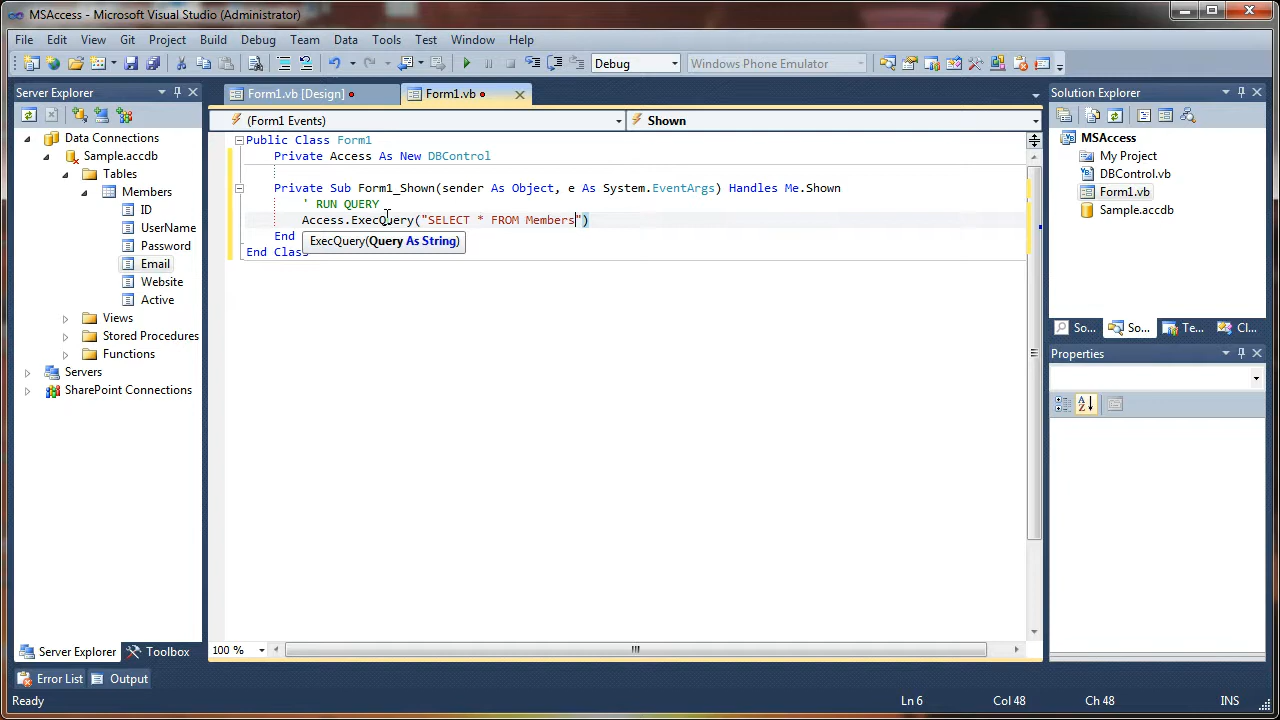 MSAccess - Microsoft Visual Studio (Administrator)
File Edit View Git Project Build Debug Team Data Tools Test Window Help
Debug Windows Phone Emulator
Server Explorer
Data Connections
Sample.accdb
Tables
Members
ID
UserName
Password
Email
Website
Active
Views
Stored Procedures
Functions
Servers
SharePoint Connections
Server Explorer Toolbox
Form1.vb [Design] Form1.vb
(Form1 Events) Shown
Public Class Form1
Private Access As New DBControl
Private Sub Form1_Shown(sender As Object, e As System.EventArgs) Handles Me.Shown
' RUN QUERY
Access.ExecQuery("SELECT * FROM Members")
End
ExecQuery(Query As String)
End Class
100 %
Solution Explorer
MSAccess
My Project
DBControl.vb
Form1.vb
Sample.accdb
So... So... Te... Cl...
Properties
Error List Output
Ready Ln 6 Col 48 Ch 48 INS